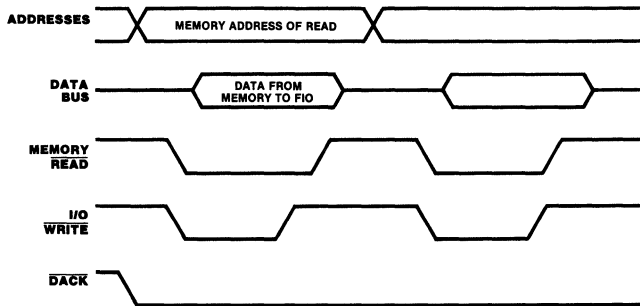 ADDRESSES
MEMORY ADDRESS OF READ
DATA
BUS
DATA FROM
MEMORY TO FIO
MEMORY
READ
I/O
WRITE
DACK